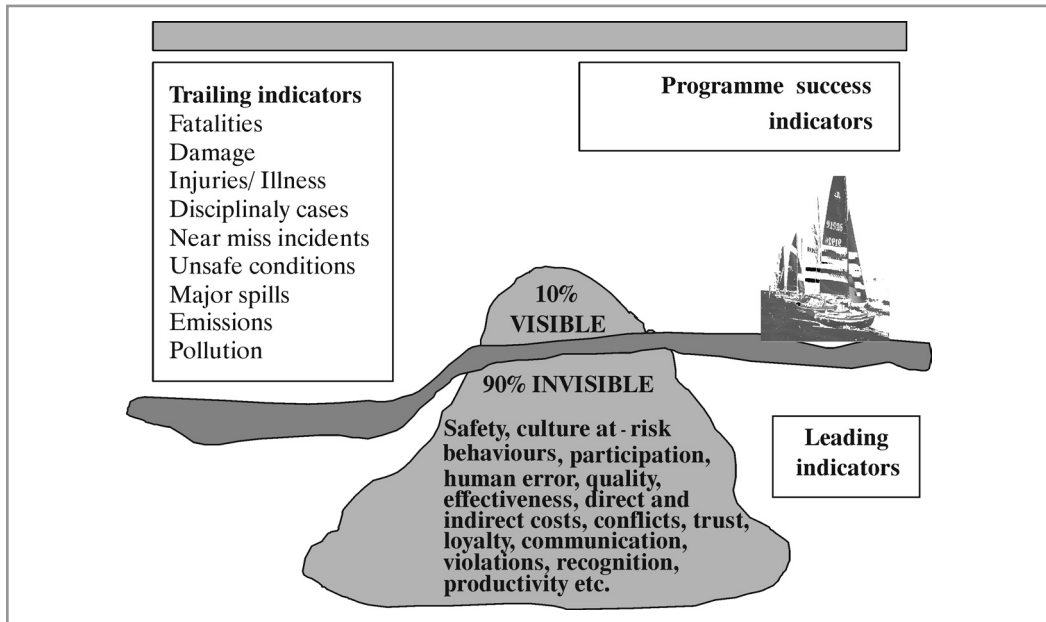 Trailing indicators
Fatalities
Damage
Injuries/ Illness
Disciplinaly cases
Near miss incidents
Unsafe conditions
Major spills
Emissions
Pollution
Programme success
indicators
10%
VISIBLE
90% INVISIBLE
Safety, culture at - risk
behaviours, participation,
human error, quality,
effectiveness, direct and
indirect costs, conflicts, trust,
loyalty, communication,
violations, recognition,
productivity etc.
Leading
indicators